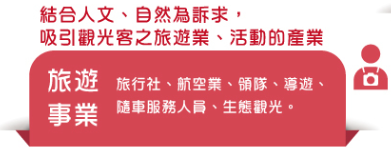 結合人文、自然為訴求，
吸引觀光客之旅遊業、活動的產業
旅遊
事業
旅行社、航空業、領隊、導遊、
隨車服務人員、生態觀光。